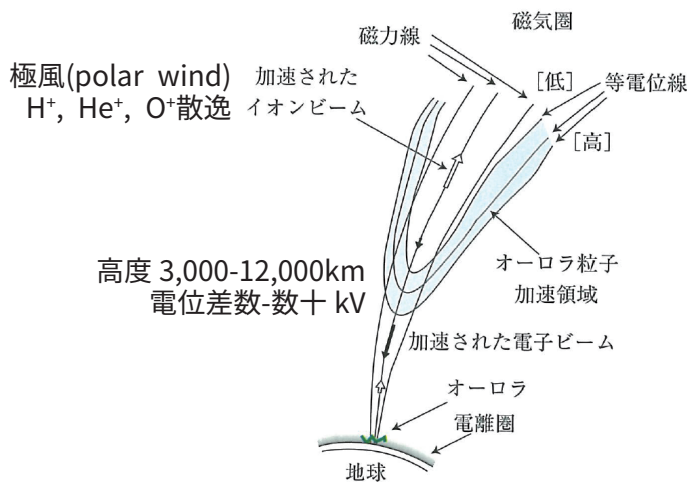 磁気圏
磁力線
極風(polar wind)
H⁺, He⁺, O⁺散逸
加速された
イオンビーム
[低]
等電位線
[高]
オーロラ粒子
加速領域
高度 3,000-12,000km
電位差数-数十 kV
加速された電子ビーム
オーロラ
電離圏
地球